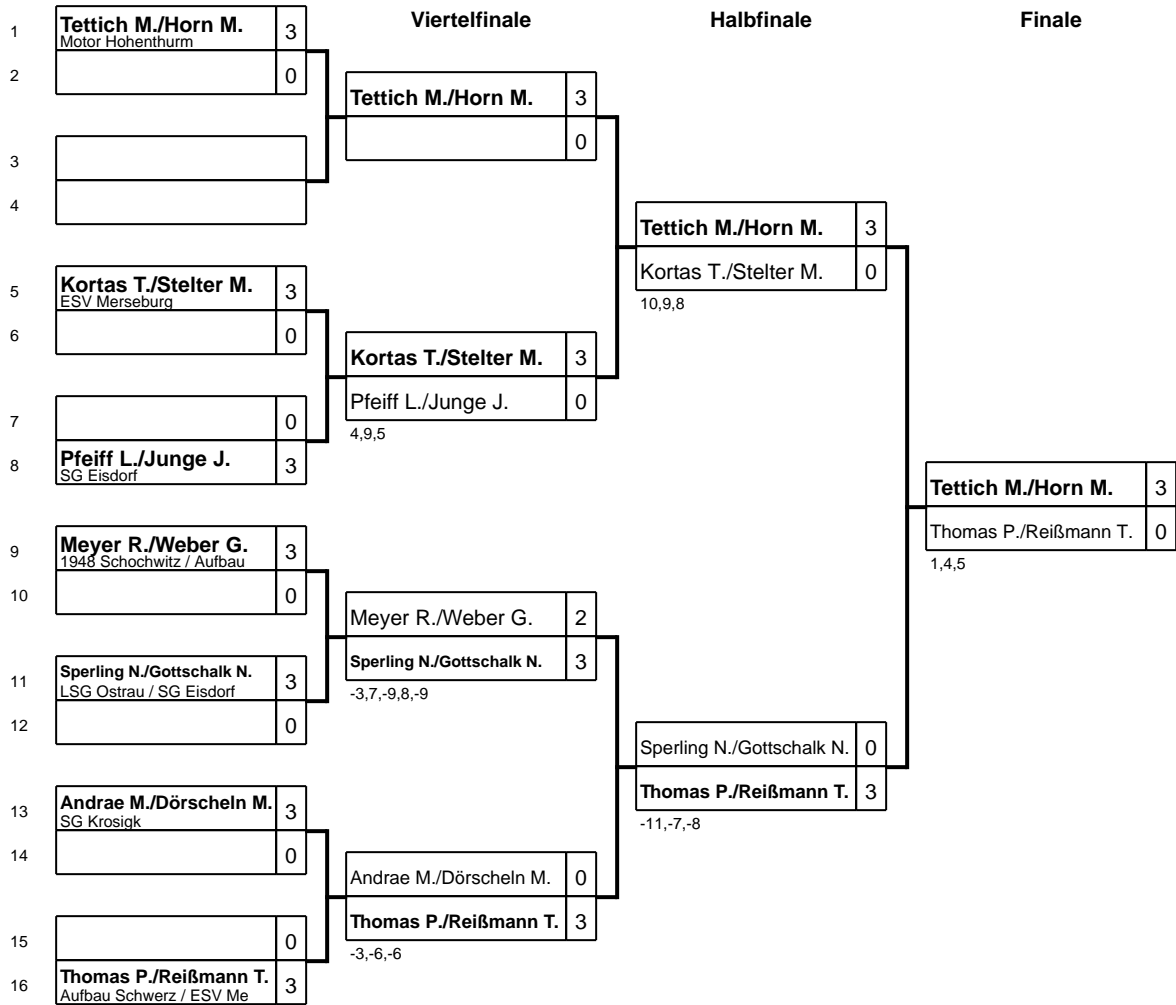 Viertelfinale
Halbfinale
Finale
1 Tettich M./Horn M. 3
Motor Hohenthurm
2 0
3
4
5 Kortas T./Stelter M. 3
ESV Merseburg
6 0
7 0
8 Pfeiff L./Junge J. 3
SG Eisdorf
9 Meyer R./Weber G. 3
1948 Schochwitz / Aufbau
10 0
11 Sperling N./Gottschalk N. 3
LSG Ostrau / SG Eisdorf
12 0
13 Andrae M./Dörscheln M. 3
SG Krosigk
14 0
15 0
16 Thomas P./Reißmann T. 3
Aufbau Schwerz / ESV Me
Tettich M./Horn M. 3
0
Kortas T./Stelter M. 3
Pfeiff L./Junge J. 0
4,9,5
Meyer R./Weber G. 2
Sperling N./Gottschalk N. 3
-3,7,-9,8,-9
Andrae M./Dörscheln M. 0
Thomas P./Reißmann T. 3
-3,-6,-6
Tettich M./Horn M. 3
Kortas T./Stelter M. 0
10,9,8
Sperling N./Gottschalk N. 0
Thomas P./Reißmann T. 3
-11,-7,-8
Tettich M./Horn M. 3
Thomas P./Reißmann T. 0
1,4,5